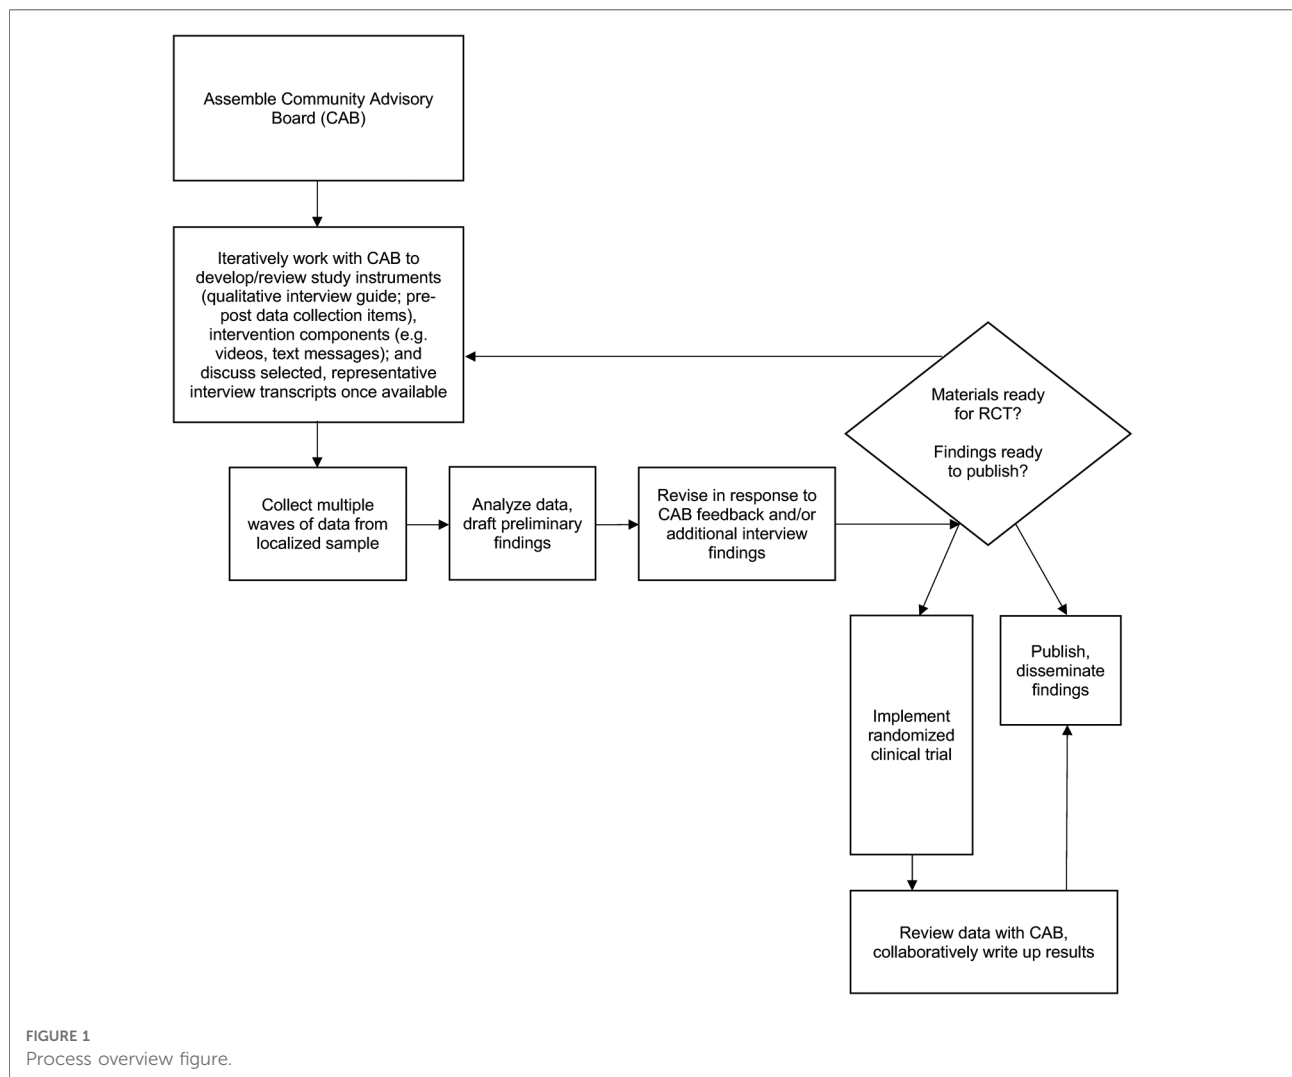 Assemble Community Advisory
Board (CAB)
Iteratively work with CAB to
develop/review study instruments
(qualitative interview guide; pre-
post data collection items),
intervention components (e.g.
videos, text messages); and
discuss selected, representative
interview transcripts once available
Materials ready
for RCT?
Findings ready
to publish?
Collect multiple
waves of data from
localized sample
Analyze data,
draft preliminary
findings
Revise in response to
CAB feedback and/or
additional interview
findings
Implement
randomized
clinical trial
Publish,
disseminate
findings
Review data with CAB,
collaboratively write up results
FIGURE 1
Process overview figure.